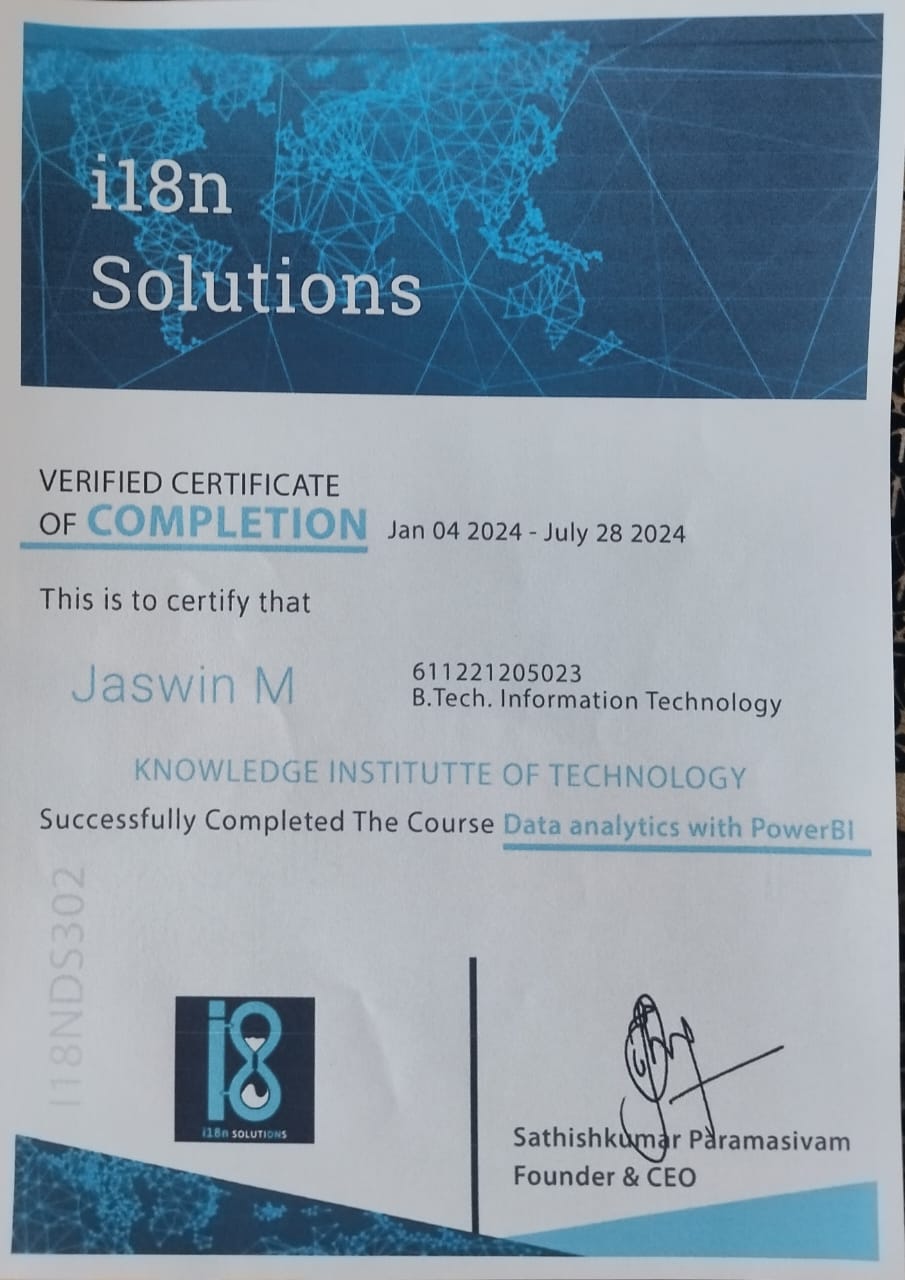 i18n
Solutions
VERIFIED CERTIFICATE
OF COMPLETION Jan 04 2024 - July 28 2024
This is to certify that
Jaswin M
611221205023
B.Tech. Information Technology
KNOWLEDGE INSTITUTTE OF TECHNOLOGY
Successfully Completed The Course Data analytics with PowerBI
I18NDS302
i8
i18n SOLUTIONS
Sathishkumar Paramasivam
Founder & CEO